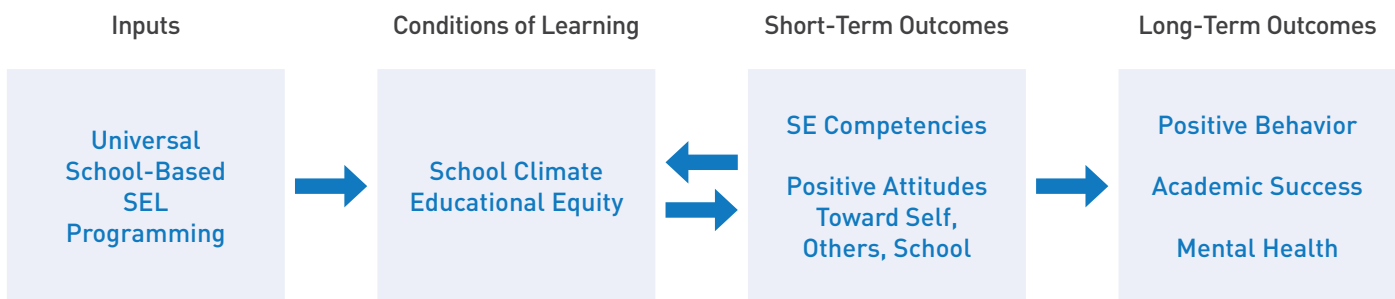 Inputs
Conditions of Learning
Short-Term Outcomes
Long-Term Outcomes
Universal
School-Based
SEL
Programming
School Climate
Educational Equity
SE Competencies
Positive Attitudes
Toward Self,
Others, School
Positive Behavior
Academic Success
Mental Health